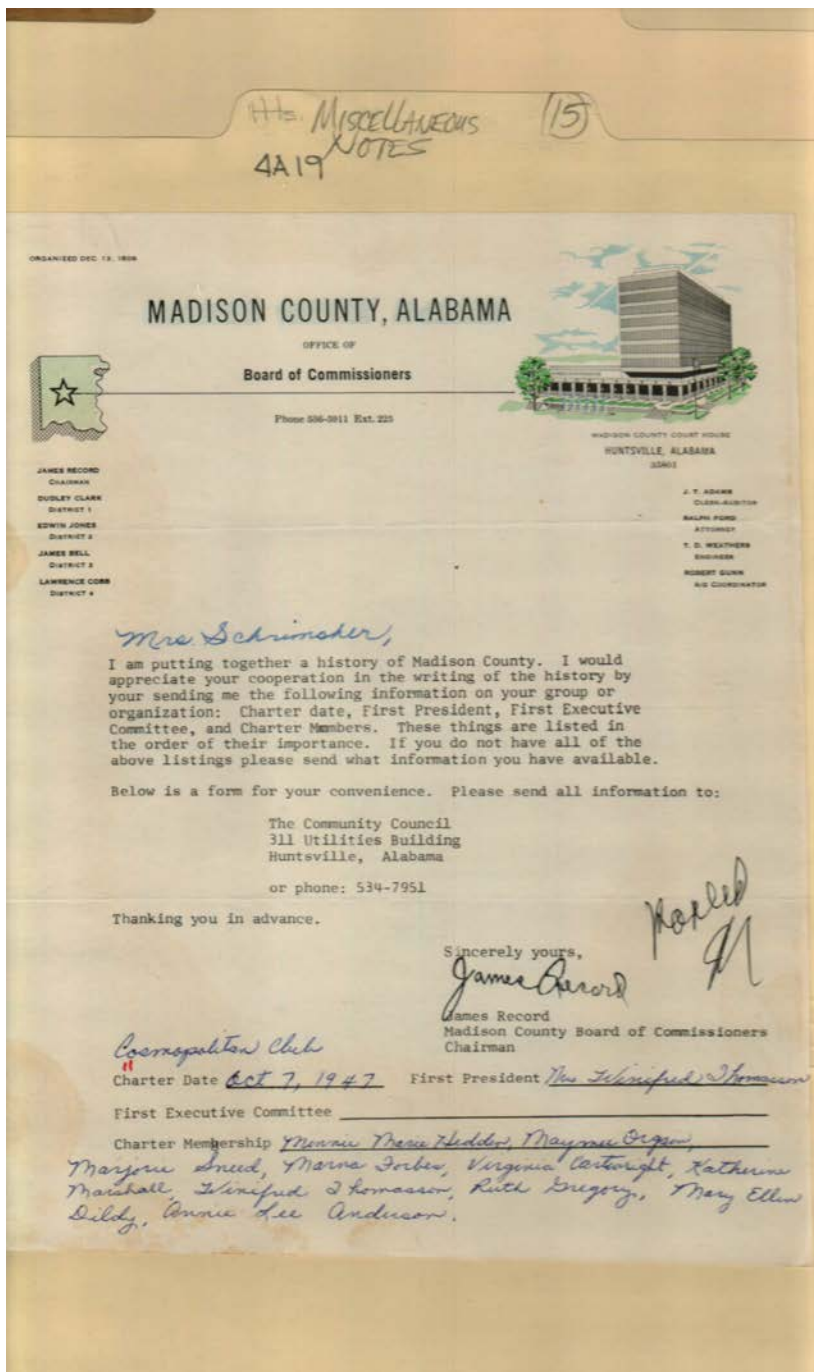 Hts. MISCELLANEOUS (15)
NOTES
4A19
ORGANIZED DEC. 13, 1808
MADISON COUNTY, ALABAMA
OFFICE OF
Board of Commissioners
Phone 536-5911 Ext. 225
MADISON COUNTY COURT HOUSE
HUNTSVILLE, ALABAMA
35801
JAMES RECORD
CHAIRMAN
DUDLEY CLARK
DISTRICT 1
EDWIN JONES
DISTRICT 2
JAMES BELL
DISTRICT 3
LAWRENCE COBB
DISTRICT 4
J. T. ADAMS
CLERK-AUDITOR
RALPH FORD
ATTORNEY
T. D. WEATHERS
ENGINEER
ROBERT GUNN
COORDINATOR
Mrs. Schrimsher,
I am putting together a history of Madison County. I would
appreciate your cooperation in the writing of the history by
your sending me the following information on your group or
organization: Charter date, First President, First Executive
Committee, and Charter Members. These things are listed in
the order of their importance. If you do not have all of the
above listings please send what information you have available.
Below is a form for your convenience. Please send all information to:
The Community Council
311 Utilities Building
Huntsville, Alabama
or phone: 534-7951
Thanking you in advance.
Sincerely yours,
James Record
James Record
Madison County Board of Commissioners
Chairman
Cosmopolitan Club
Charter Date Oct 7, 1947 First President Mrs Winifred Thomasson
First Executive Committee
Charter Membership Minnie Marie Hedden, Maymee
Marjorie Sneed, Marna Forbes, Virginia Cartwright, Katherine
Marshall, Winifred Thomasson, Ruth Gregory, Mary Ellen
Dildy, Annie Lee Anderson.